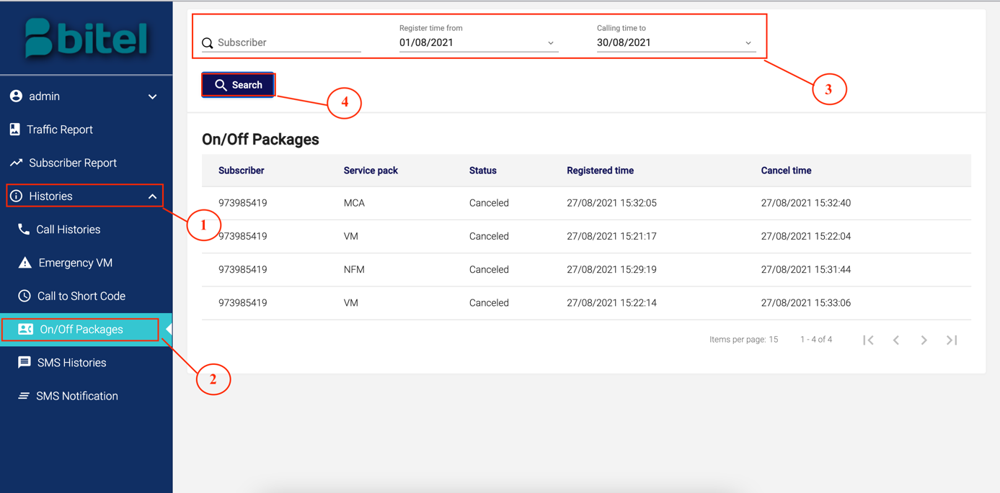 bitel
admin
Traffic Report
Subscriber Report
Histories
Call Histories
Emergency VM
Call to Short Code
On/Off Packages
SMS Histories
SMS Notification
1
2
Register time from Calling time to
Subscriber 01/08/2021 30/08/2021
3
Search
4
On/Off Packages
Subscriber Service pack Status Registered time Cancel time
973985419 MCA Canceled 27/08/2021 15:32:05 27/08/2021 15:32:40
973985419 VM Canceled 27/08/2021 15:21:17 27/08/2021 15:22:04
973985419 NFM Canceled 27/08/2021 15:29:19 27/08/2021 15:31:44
973985419 VM Canceled 27/08/2021 15:22:14 27/08/2021 15:33:06
Items per page: 15 1 - 4 of 4